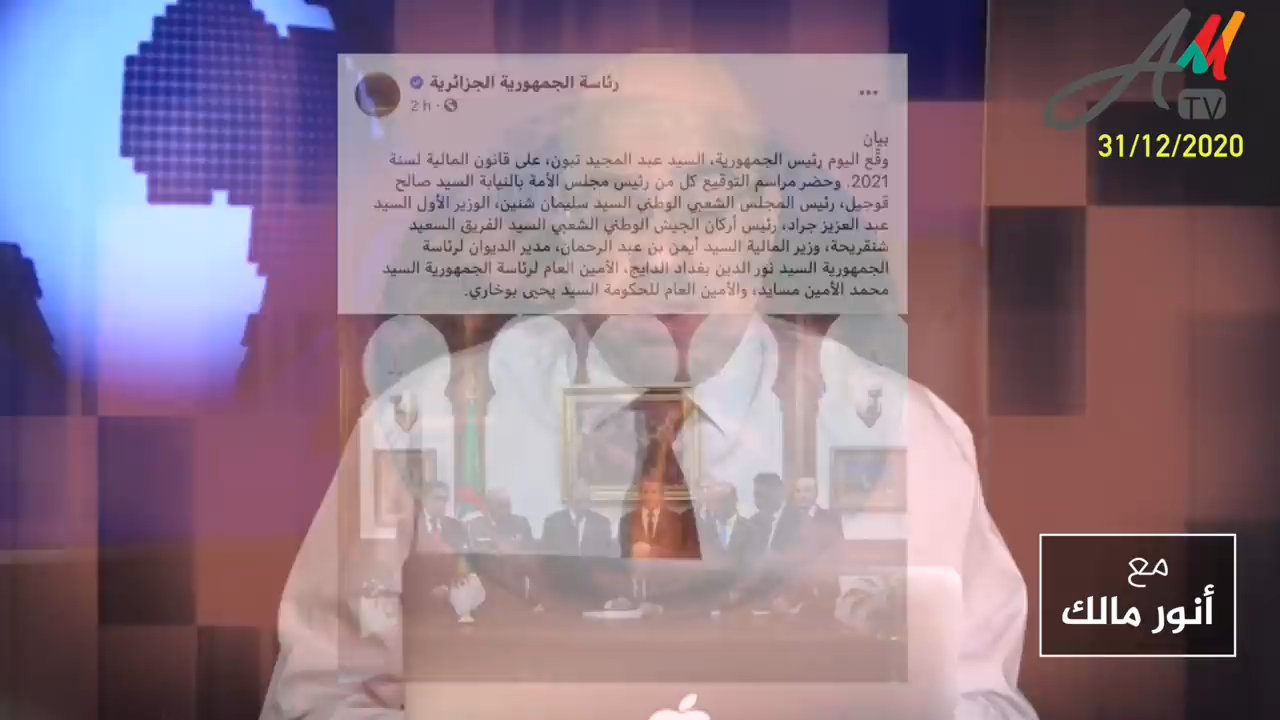 AM
TV
31/12/2020
رئاسة الجمهورية الجزائرية
2 h ·
بيان
وقّع اليوم رئيس الجمهورية، السيد عبد المجيد تبون، على قانون المالية لسنة
2021. وحضر مراسم التوقيع كل من رئيس مجلس الأمة بالنيابة السيد صالح
قوجيل، رئيس المجلس الشعبي الوطني السيد سليمان شنين، الوزير الأول السيد
عبد العزيز جراد، رئيس أركان الجيش الوطني الشعبي السيد الفريق السعيد
شنقريحة، وزير المالية السيد أيمن بن عبد الرحمان، مدير الديوان لرئاسة
الجمهورية السيد نور الدين بغداد الدايج، الأمين العام لرئاسة الجمهورية السيد
محمد الأمين مسايد، والأمين العام للحكومة السيد يحيى بوخاري.
مع
أنور مالك